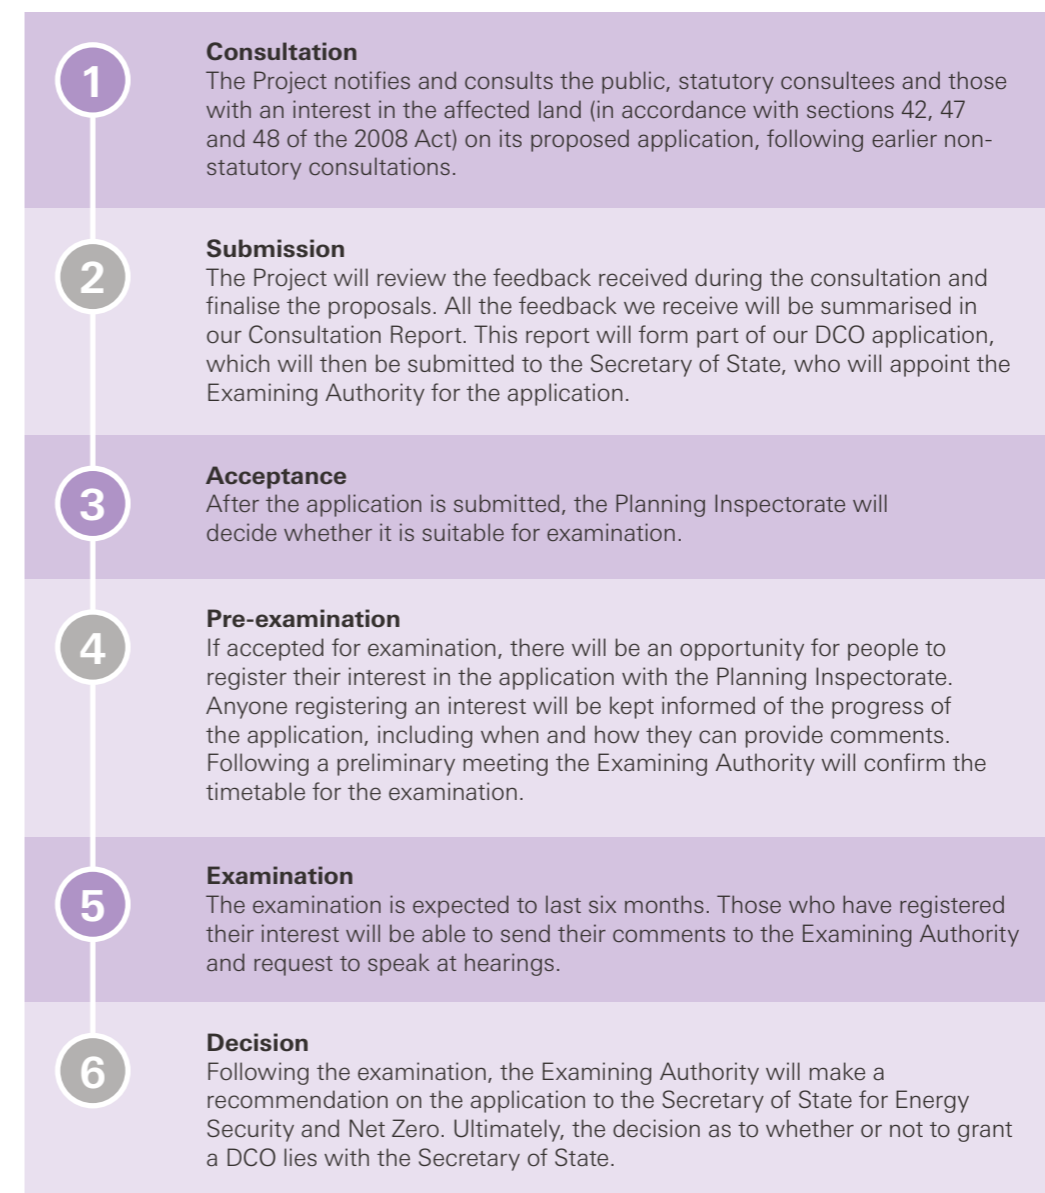 1
Consultation
The Project notifies and consults the public, statutory consultees and those
with an interest in the affected land (in accordance with sections 42, 47
and 48 of the 2008 Act) on its proposed application, following earlier non-
statutory consultations.
2
Submission
The Project will review the feedback received during the consultation and
finalise the proposals. All the feedback we receive will be summarised in
our Consultation Report. This report will form part of our DCO application,
which will then be submitted to the Secretary of State, who will appoint the
Examining Authority for the application.
3
Acceptance
After the application is submitted, the Planning Inspectorate will
decide whether it is suitable for examination.
4
Pre-examination
If accepted for examination, there will be an opportunity for people to
register their interest in the application with the Planning Inspectorate.
Anyone registering an interest will be kept informed of the progress of
the application, including when and how they can provide comments.
Following a preliminary meeting the Examining Authority will confirm the
timetable for the examination.
5
Examination
The examination is expected to last six months. Those who have registered
their interest will be able to send their comments to the Examining Authority
and request to speak at hearings.
6
Decision
Following the examination, the Examining Authority will make a
recommendation on the application to the Secretary of State for Energy
Security and Net Zero. Ultimately, the decision as to whether or not to grant
a DCO lies with the Secretary of State.